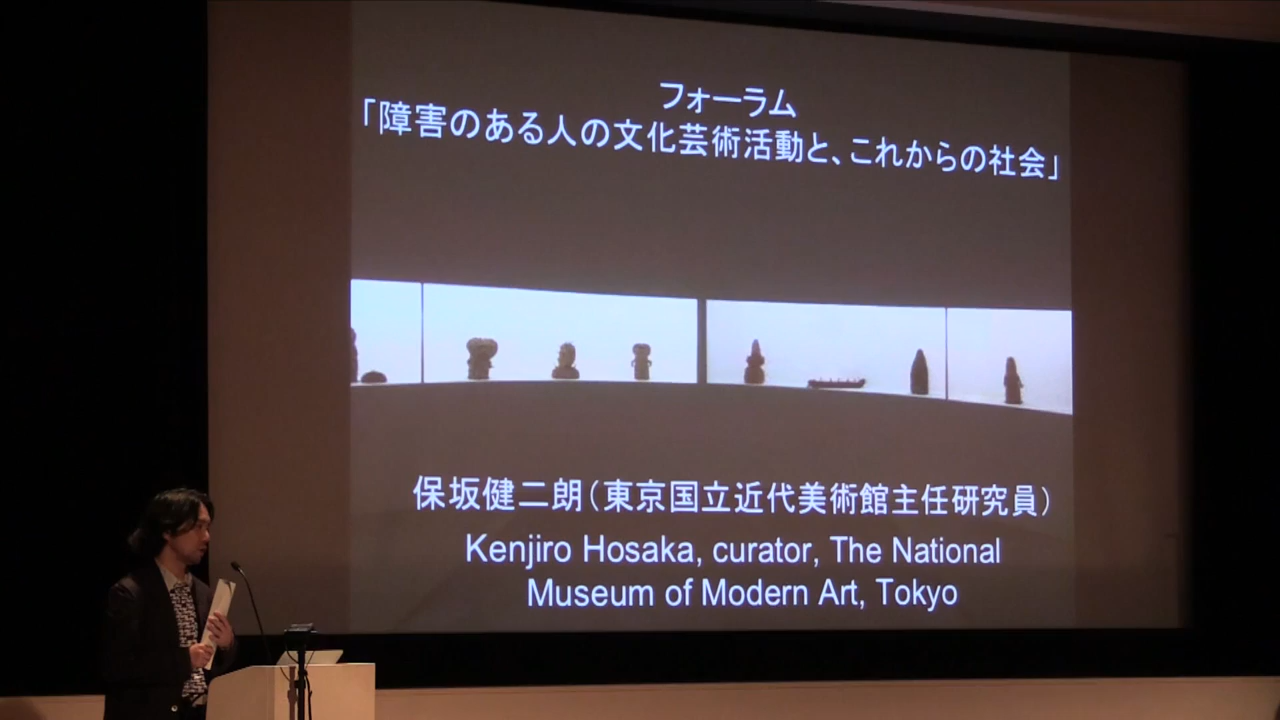 フォーラム
「障害のある人の文化芸術活動と、これからの社会」
保坂健二朗（東京国立近代美術館主任研究員）
Kenjiro Hosaka, curator, The National
Museum of Modern Art, Tokyo